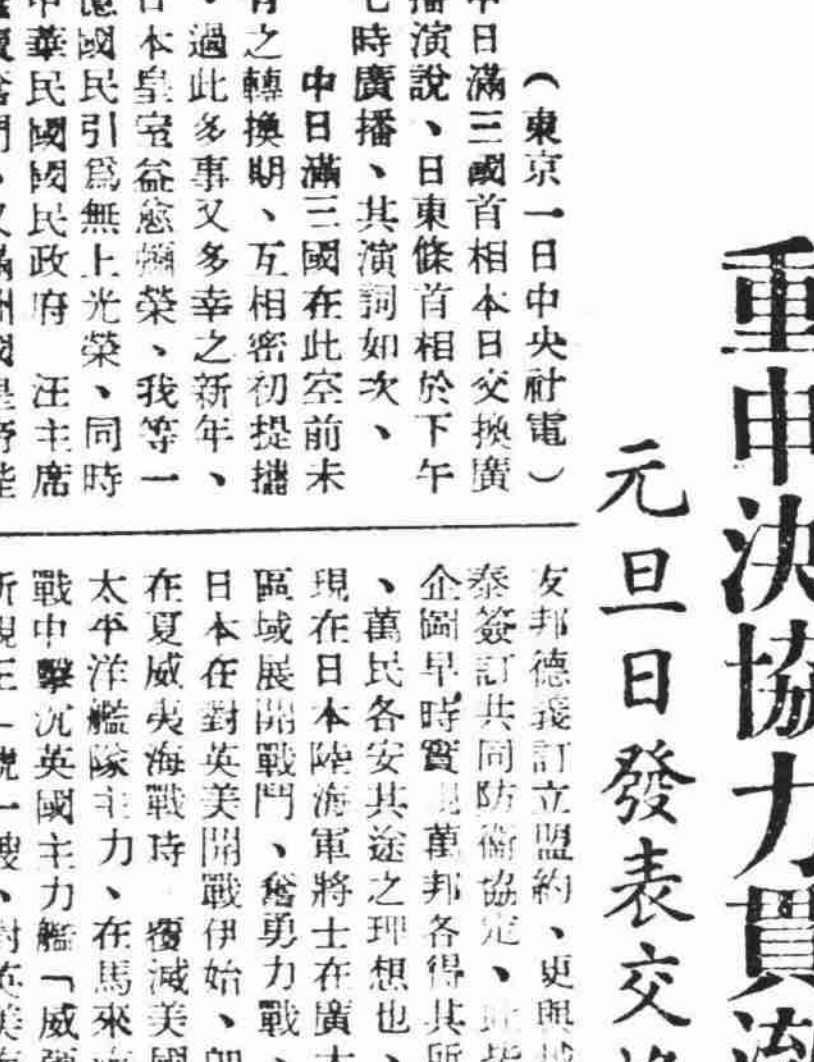 重申決協力貫徹
元旦日發表交換
（東京一日中央社電）
中日滿三國首相本日交換廣
播演說、日東條首相於下午
七時廣播、其演詞如次、
中日滿三國在此空前未
有之轉換期、互相密切提攜
、過此多事又多幸之新年、
日本皇室益愈爛榮、我等一
億國民引爲無上光榮、同時
中華民國國民政府 汪主席
友邦德義訂立盟約、更與
泰簽訂共同防衞協定、此皆
企圖早時實現萬邦各得其所
、萬民各安其途之理想也、
現在日本陸海軍將士在廣大
區域展開戰鬥、奮勇力戰、
日本在對英美開戰伊始、卽
在夏威夷海戰時 覆滅美國
太平洋艦隊主力、在馬來
戰中擊沉英國主力艦「威